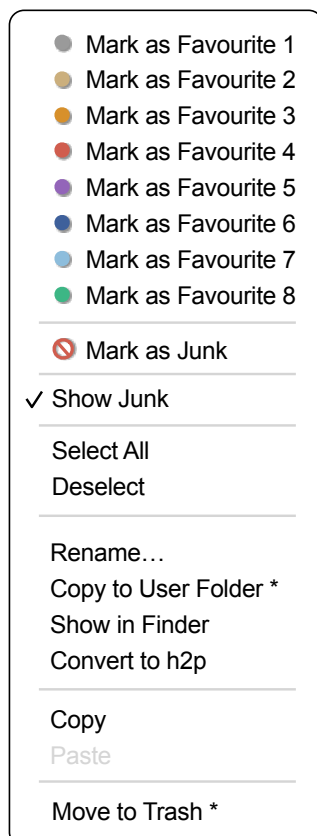 Mark as Favourite 1
Mark as Favourite 2
Mark as Favourite 3
Mark as Favourite 4
Mark as Favourite 5
Mark as Favourite 6
Mark as Favourite 7
Mark as Favourite 8
Mark as Junk
✓ Show Junk
Select All
Deselect
Rename…
Copy to User Folder *
Show in Finder
Convert to h2p
Copy
Paste
Move to Trash *